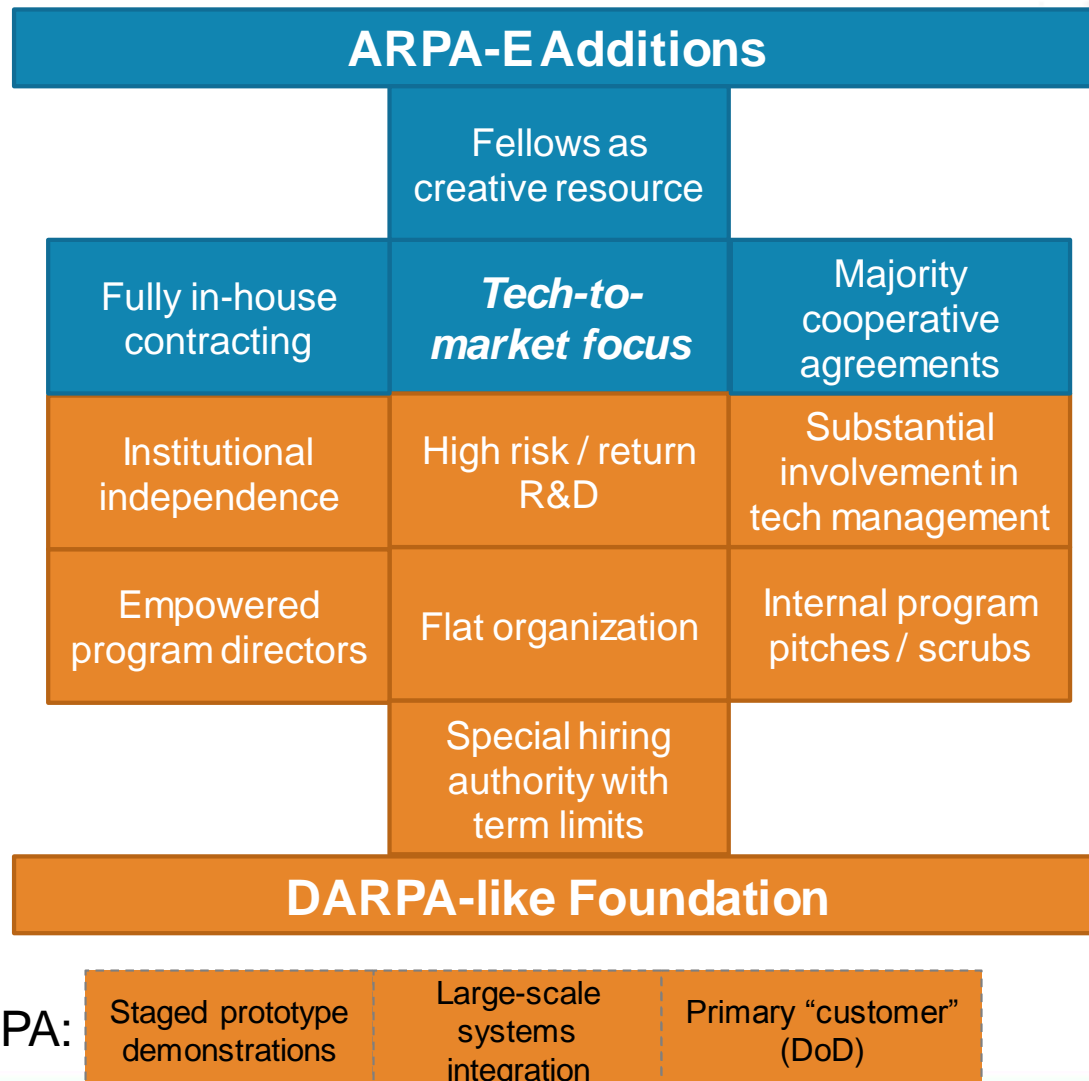 ARPA-E Additions
Fellows as
creative resource
Fully in-house
contracting
Tech-to-
market focus
Majority
cooperative
agreements
Institutional
independence
High risk / return
R&D
Substantial
involvement in
tech management
Empowered
program directors
Flat organization
Internal program
pitches / scrubs
Special hiring
authority with
term limits
DARPA-like Foundation
PA:
Staged prototype
demonstrations
Large-scale
systems
integration
Primary “customer”
(DoD)